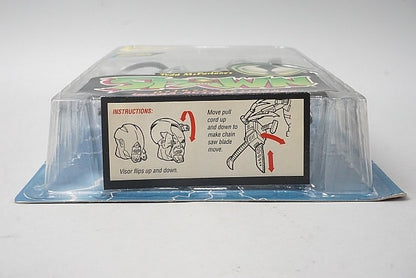 Todd McFarlane's
SPAWN
INSTRUCTIONS:
Visor flips up and down.
Move pull
cord up
and down to
make chain
saw blade
move.